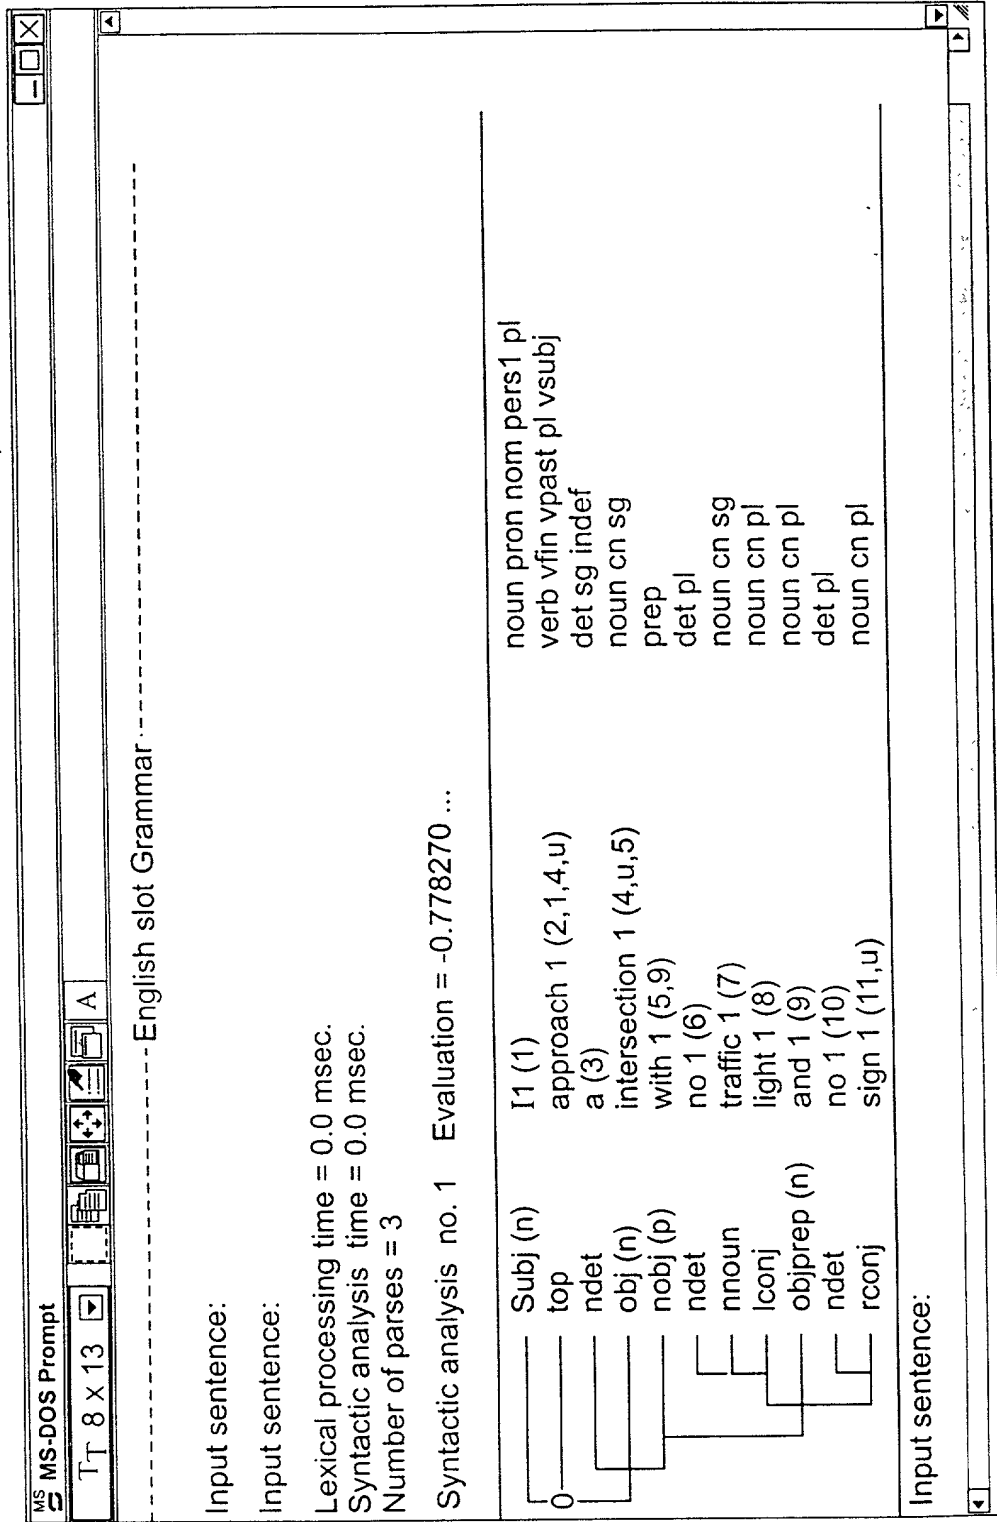 MS MS-DOS Prompt
TT 8 x 13 A
English slot Grammar
Input sentence:
Input sentence:
Lexical processing time = 0.0 msec.
Syntactic analysis time = 0.0 msec.
Number of parses = 3
Syntactic analysis no. 1 Evaluation = -0.778270 ...
Subj (n) I1 (1) noun pron nom pers1 pl
top approach 1 (2,1,4,u) verb vfin vpast pl vsubj
ndet a (3) det sg indef
obj (n) intersection 1 (4,u,5) noun cn sg
nobj (p) with 1 (5,9) prep
ndet no 1 (6) det pl
nnoun traffic 1 (7) noun cn sg
lconj light 1 (8) noun cn pl
objprep (n) and 1 (9) noun cn pl
ndet no 1 (10) det pl
rconj sign 1 (11,u) noun cn pl
Input sentence: